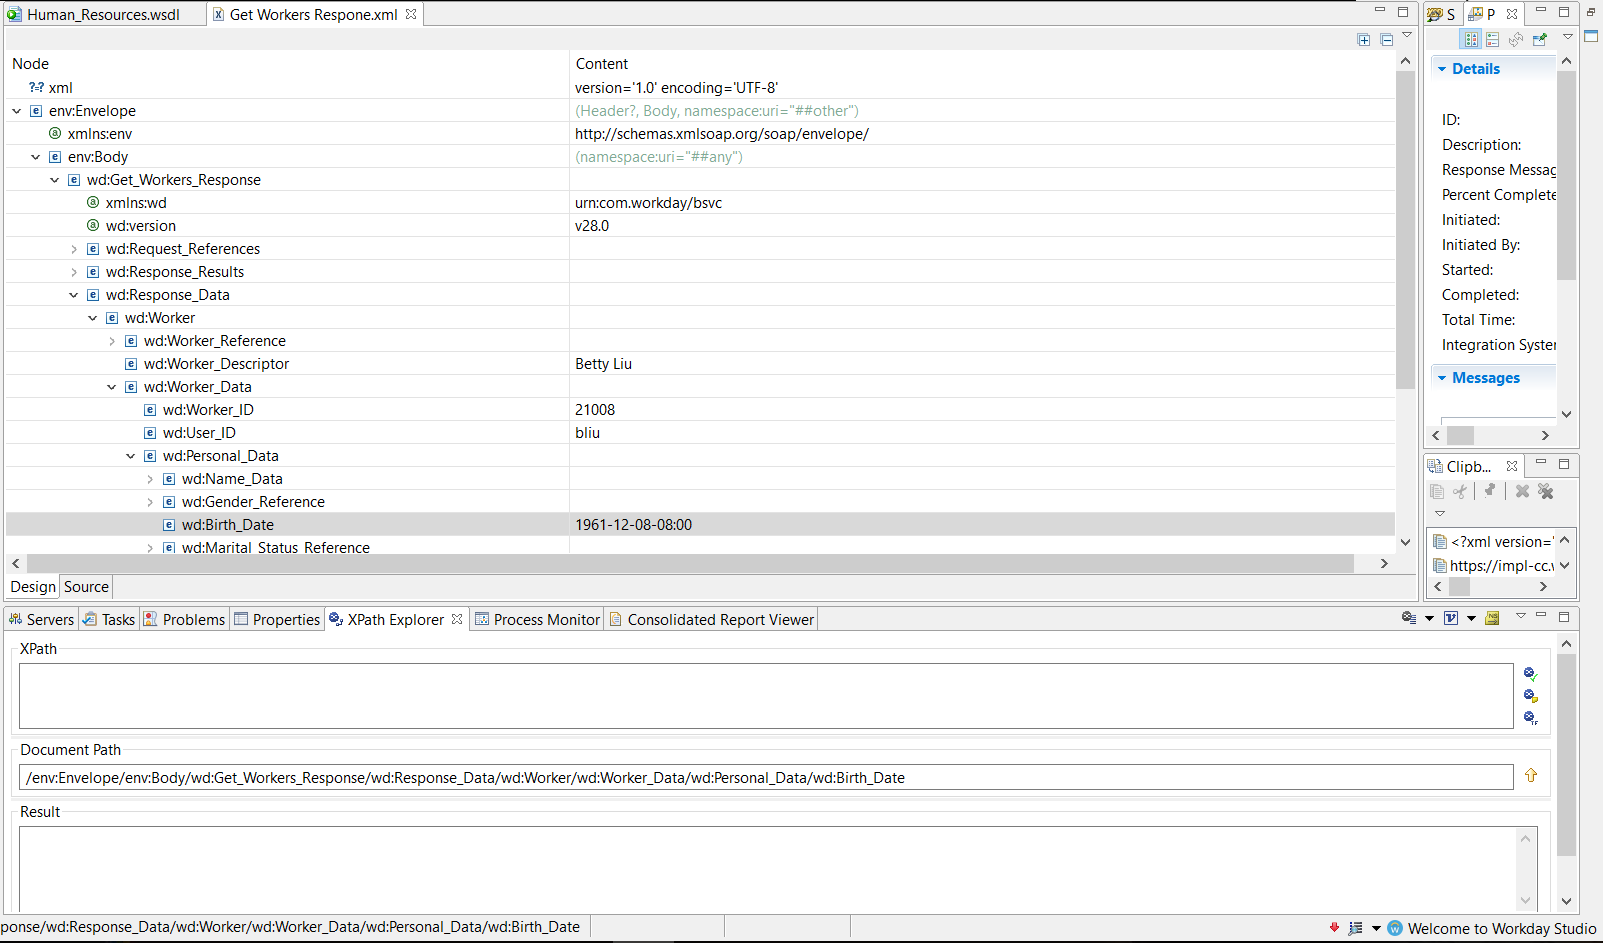 Human_Resources.wsdl
Get Workers Respone.xml
Node Content
?=? xml version='1.0' encoding='UTF-8'
env:Envelope (Header?, Body, namespace:uri="##other")
xmlns:env http://schemas.xmlsoap.org/soap/envelope/
env:Body (namespace:uri="##any")
wd:Get_Workers_Response
xmlns:wd urn:com.workday/bsvc
wd:version v28.0
wd:Request_References
wd:Response_Results
wd:Response_Data
wd:Worker
wd:Worker_Reference
wd:Worker_Descriptor Betty Liu
wd:Worker_Data
wd:Worker_ID 21008
wd:User_ID bliu
wd:Personal_Data
wd:Name_Data
wd:Gender_Reference
wd:Birth_Date 1961-12-08-08:00
wd:Marital_Status_Reference
Design Source
S P
Details
ID:
Description:
Response Messag
Percent Complete
Initiated:
Initiated By:
Started:
Completed:
Total Time:
Integration System
Messages
Clipb...
<?xml version='
https://impl-cc.v
Servers Tasks Problems Properties XPath Explorer Process Monitor Consolidated Report Viewer
XPath
Document Path
/env:Envelope/env:Body/wd:Get_Workers_Response/wd:Response_Data/wd:Worker/wd:Worker_Data/wd:Personal_Data/wd:Birth_Date
Result
ponse/wd:Response_Data/wd:Worker/wd:Worker_Data/wd:Personal_Data/wd:Birth_Date
Welcome to Workday Studio